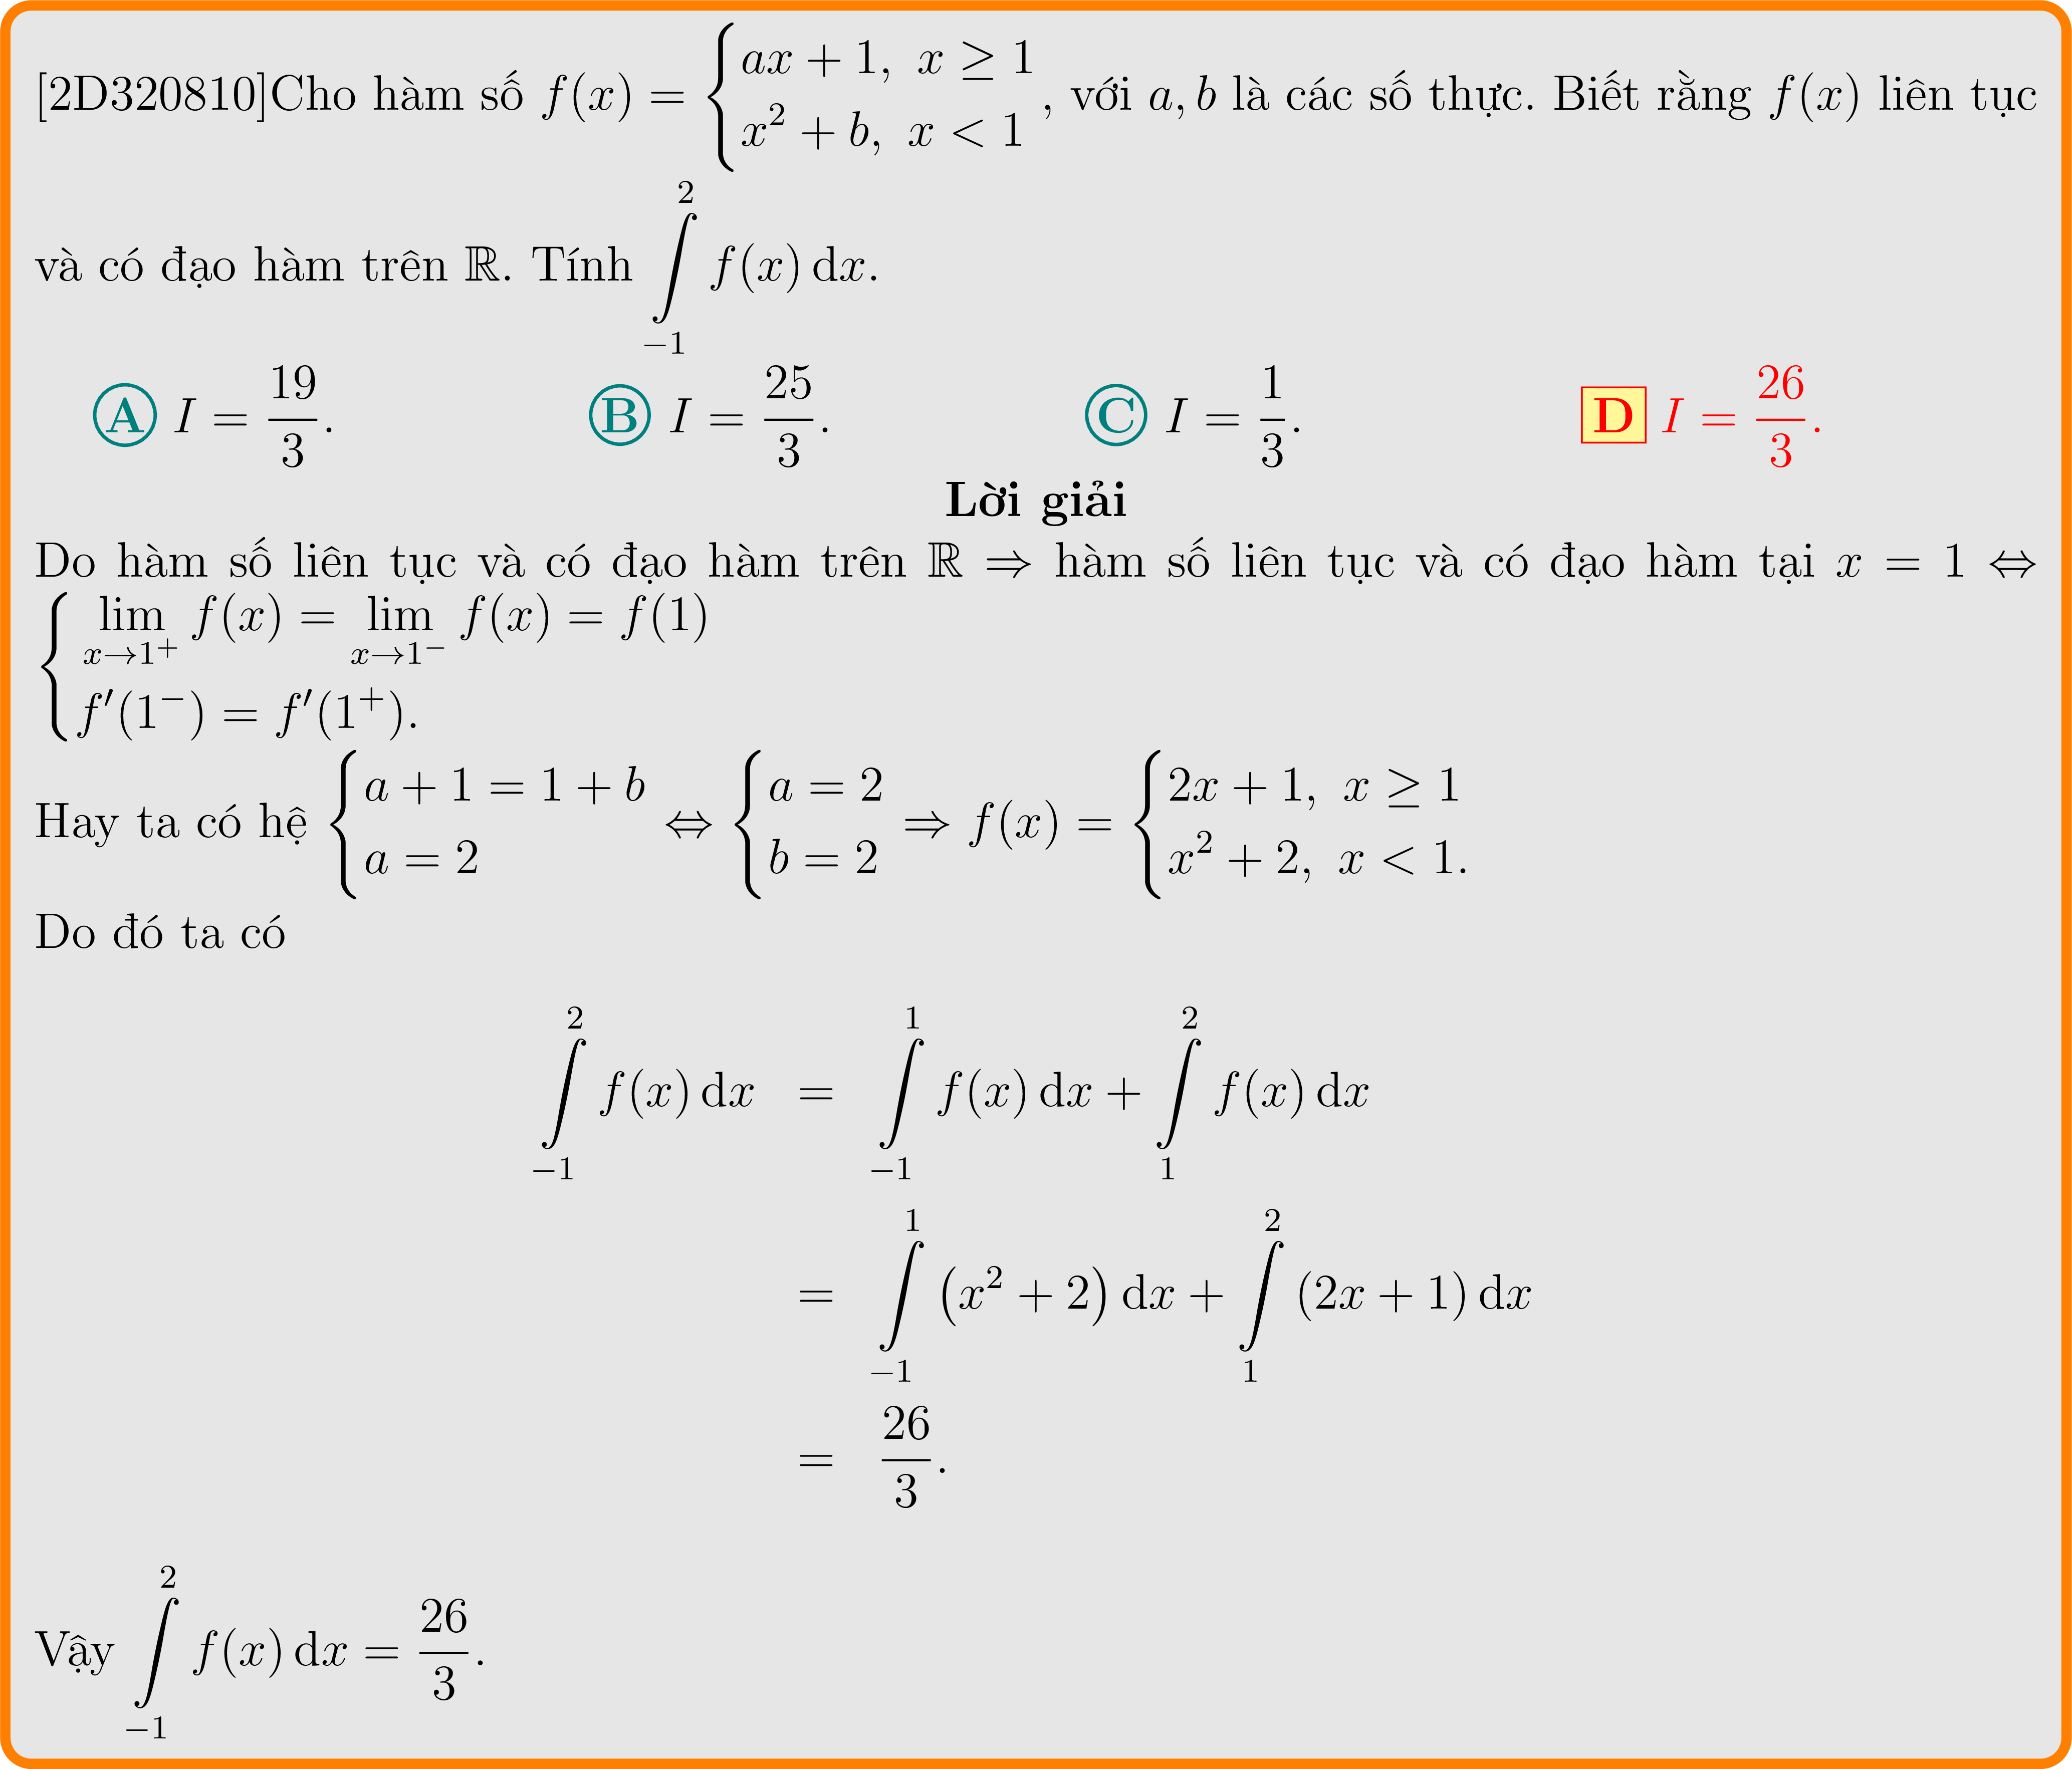 [2D320810]Cho hàm số $f(x) = \begin{cases} ax + 1, \ x \geq 1 \\ x^2 + b, \ x < 1 \end{cases}$, với $a, b$ là các số thực. Biết rằng $f(x)$ liên tục
và có đạo hàm trên $\mathbb{R}$. Tính $\int\limits_{-1}^{2} f(x) \, \mathrm{d}x$.
A $I = \dfrac{19}{3}$. B $I = \dfrac{25}{3}$. C $I = \dfrac{1}{3}$. D $I = \dfrac{26}{3}$.
Lời giải
Do hàm số liên tục và có đạo hàm trên $\mathbb{R}$ $\Rightarrow$ hàm số liên tục và có đạo hàm tại $x = 1$ $\Leftrightarrow$
$\begin{cases} \lim\limits_{x \to 1^+} f(x) = \lim\limits_{x \to 1^-} f(x) = f(1) \\ f'(1^-) = f'(1^+). \end{cases}$
Hay ta có hệ $\begin{cases} a + 1 = 1 + b \\ a = 2 \end{cases} \Leftrightarrow \begin{cases} a = 2 \\ b = 2 \end{cases} \Rightarrow f(x) = \begin{cases} 2x + 1, \ x \geq 1 \\ x^2 + 2, \ x < 1. \end{cases}$
Do đó ta có
$\int\limits_{-1}^{2} f(x) \, \mathrm{d}x = \int\limits_{-1}^{1} f(x) \, \mathrm{d}x + \int\limits_{1}^{2} f(x) \, \mathrm{d}x$
$= \int\limits_{-1}^{1} \left(x^2 + 2\right) \mathrm{d}x + \int\limits_{1}^{2} (2x + 1) \, \mathrm{d}x$
$= \dfrac{26}{3}$.
Vậy $\int\limits_{-1}^{2} f(x) \, \mathrm{d}x = \dfrac{26}{3}$.